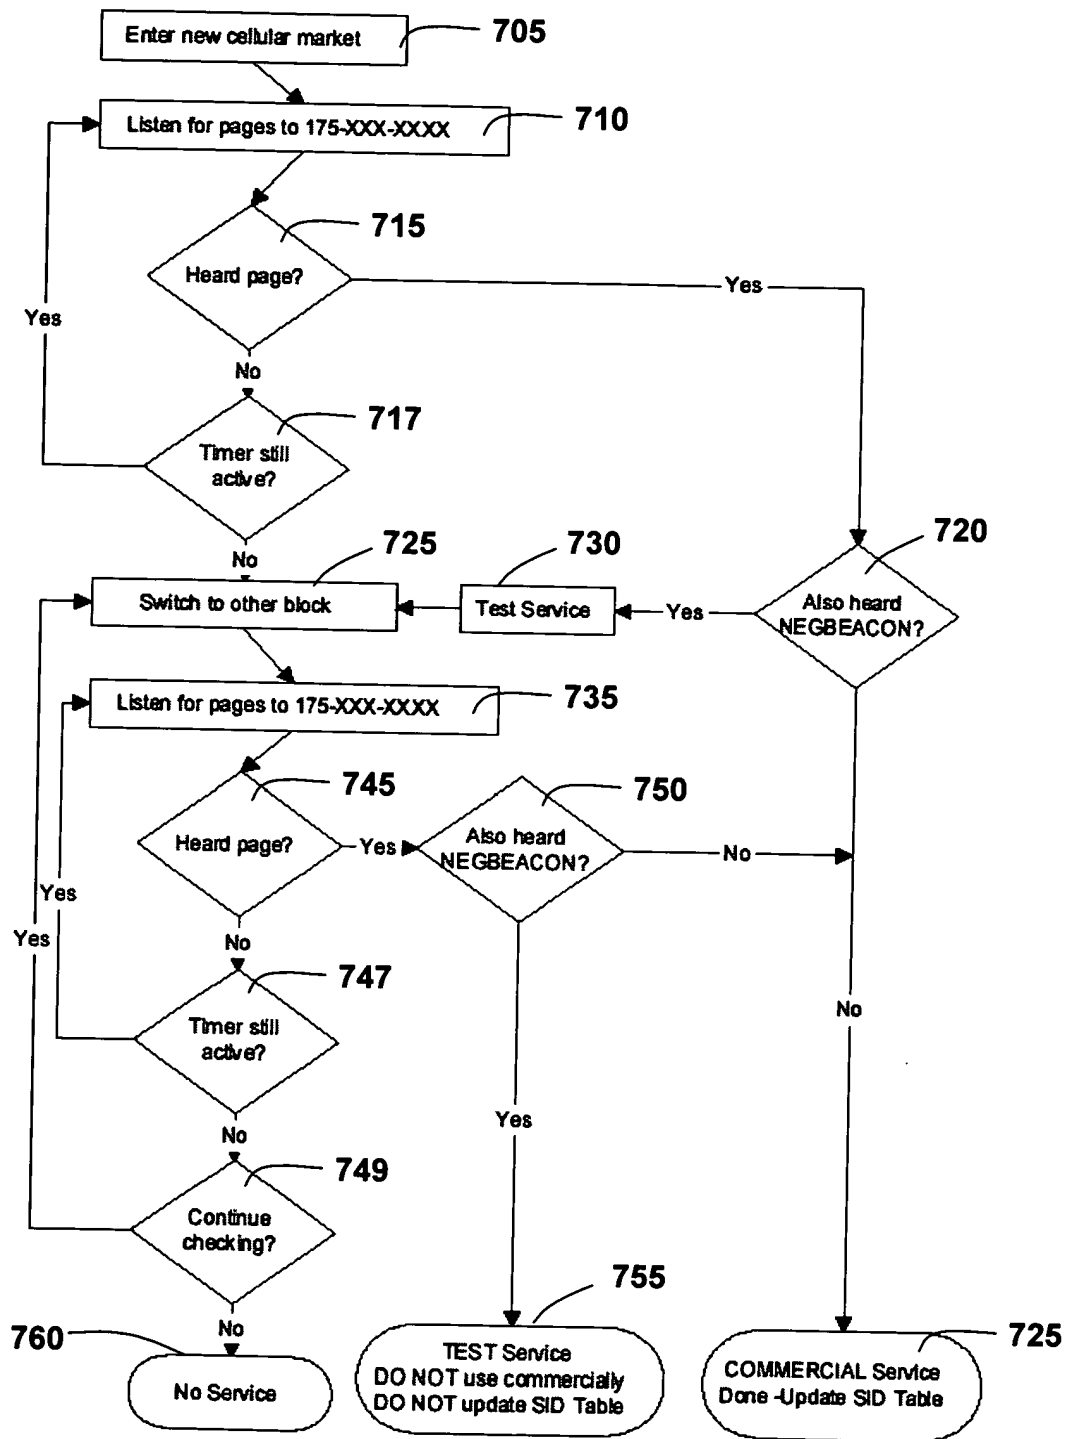 Enter new cellular market
705
Listen for pages to 175-XXX-XXXX
710
715
Heard page?
Yes
Yes
No
717
Timer still
active?
No
725
730
720
Switch to other block
Test Service
Yes
Also heard
NEGBEACON?
Listen for pages to 175-XXX-XXXX
735
745
750
Heard page?
Yes
Also heard
NEGBEACON?
No
Yes
Yes
No
747
Timer still
active?
No
No
Yes
749
Continue
checking?
No
760
No Service
755
TEST Service
DO NOT use commercially
DO NOT update SID Table
725
COMMERCIAL Service
Done -Update SID Table